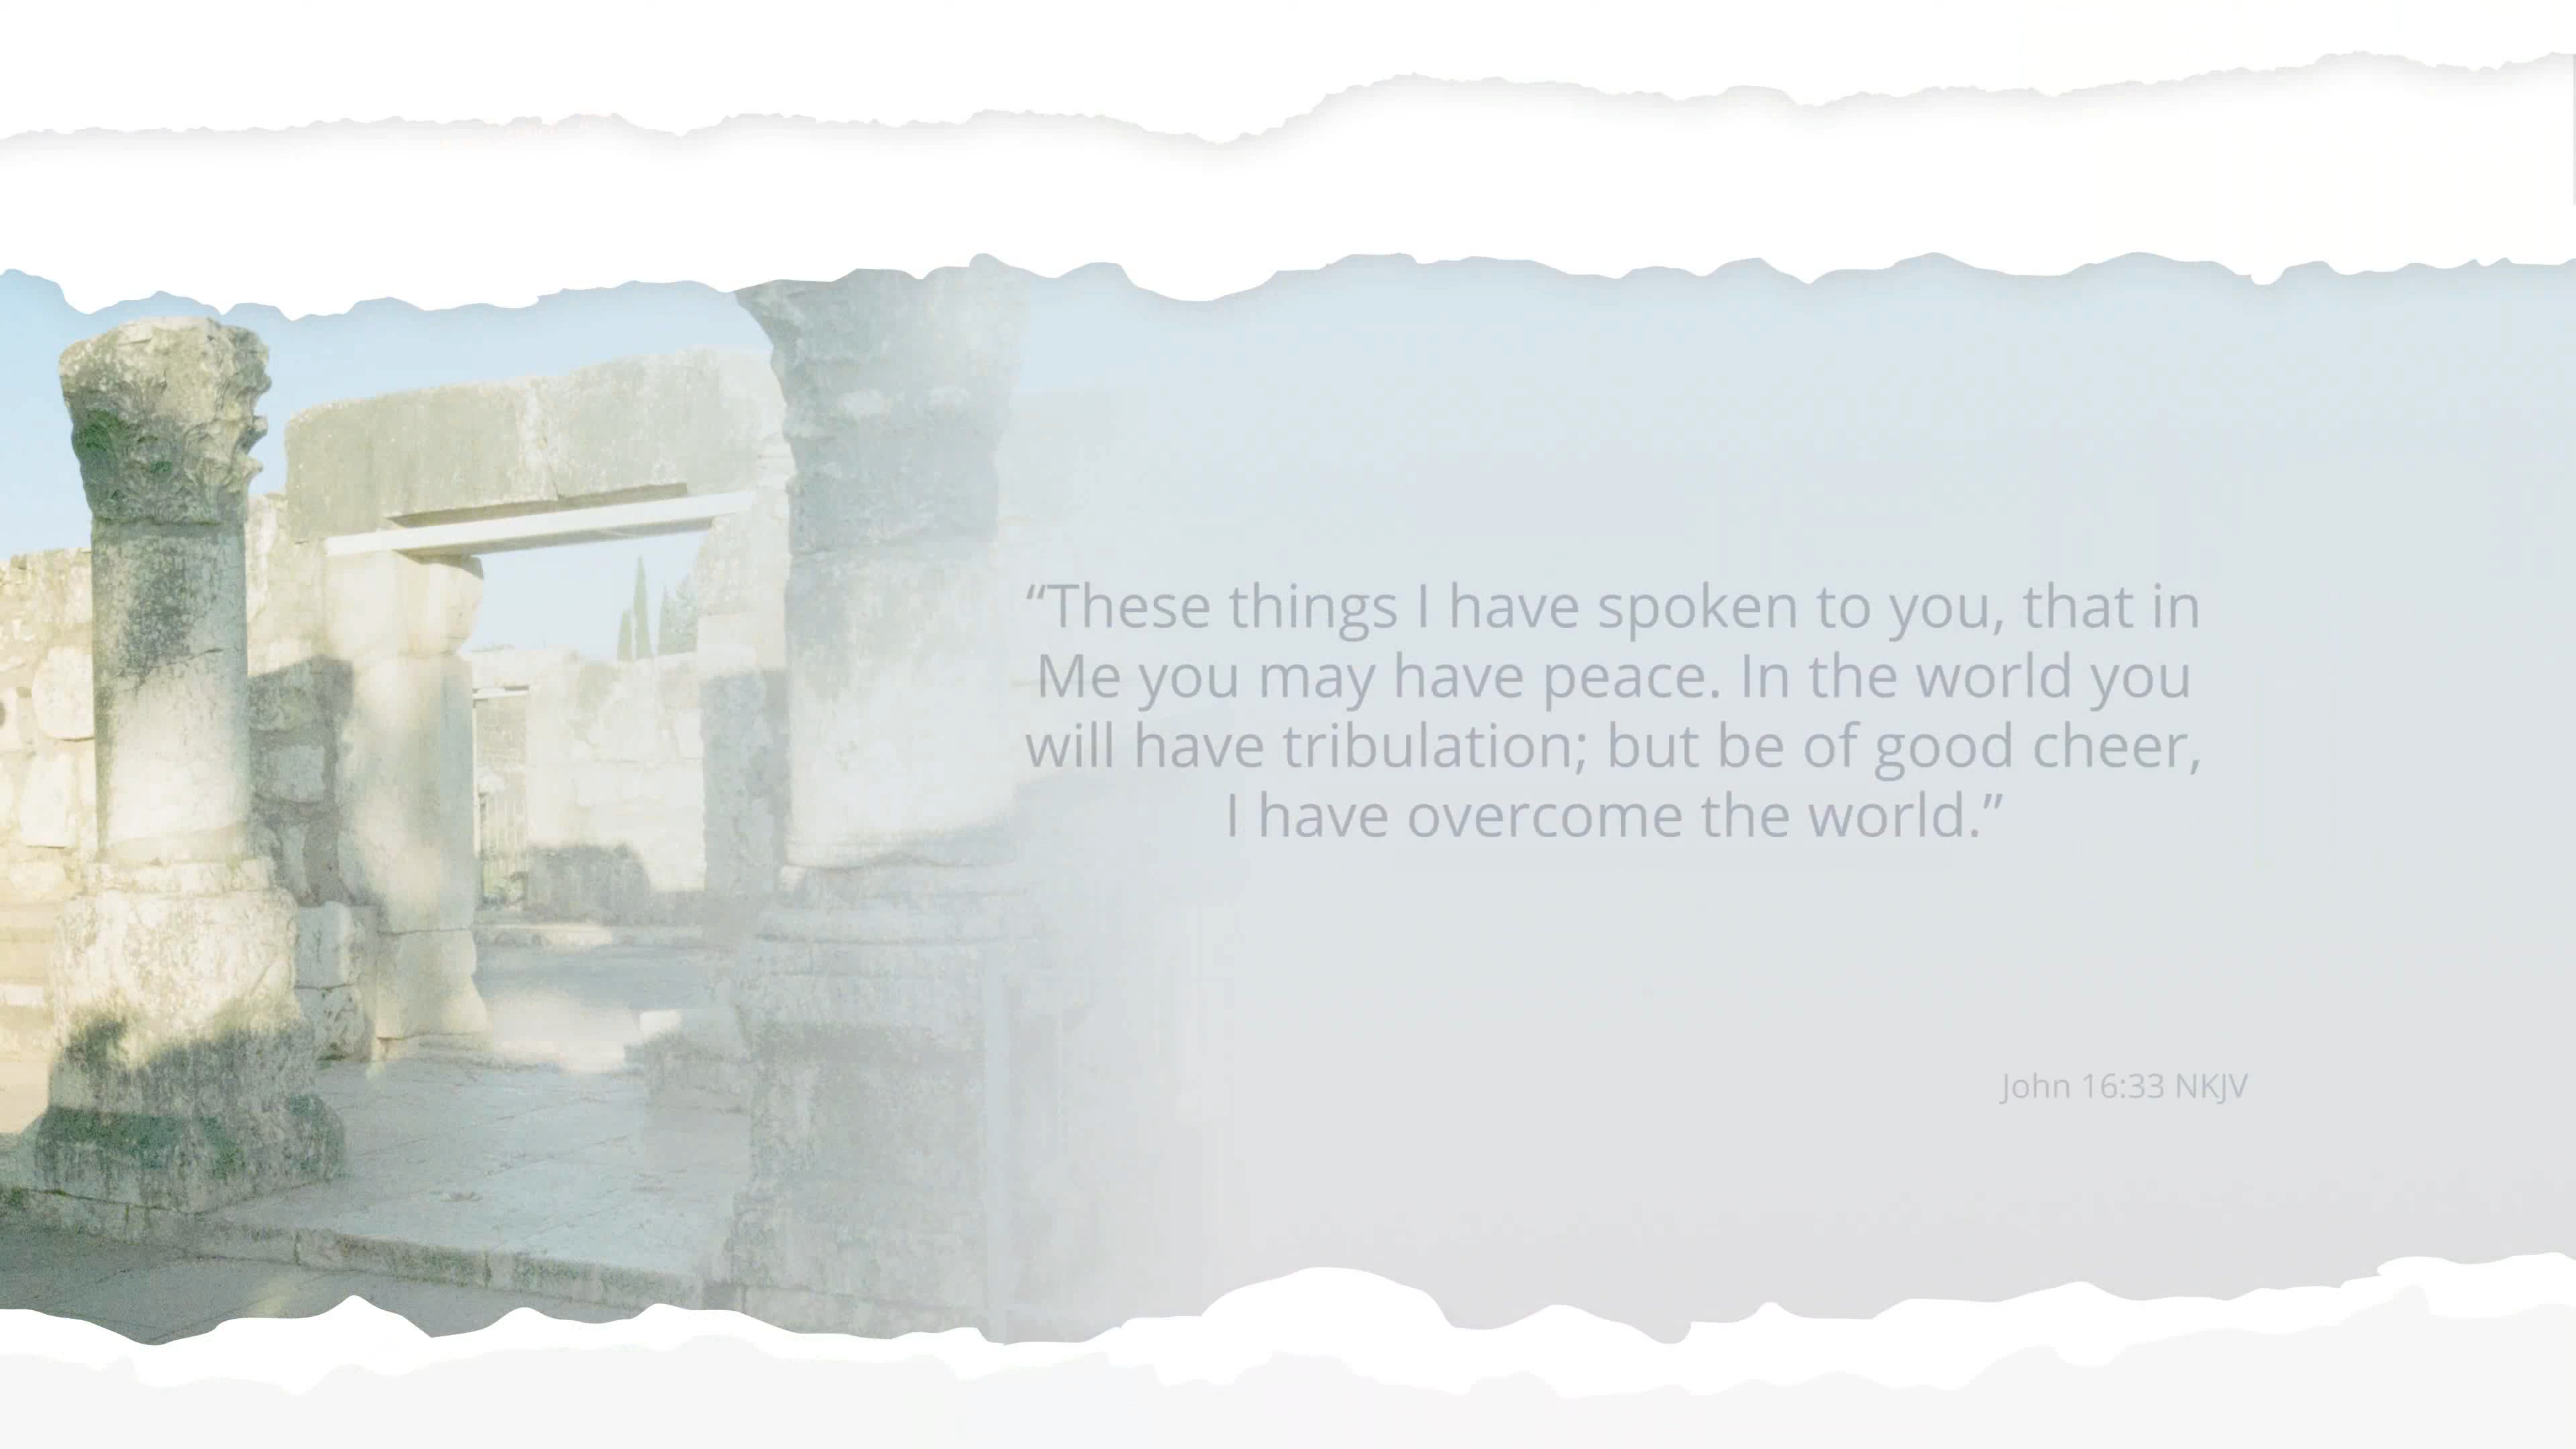 “These things I have spoken to you, that in
Me you may have peace. In the world you
will have tribulation; but be of good cheer,
I have overcome the world.”
John 16:33 NKJV